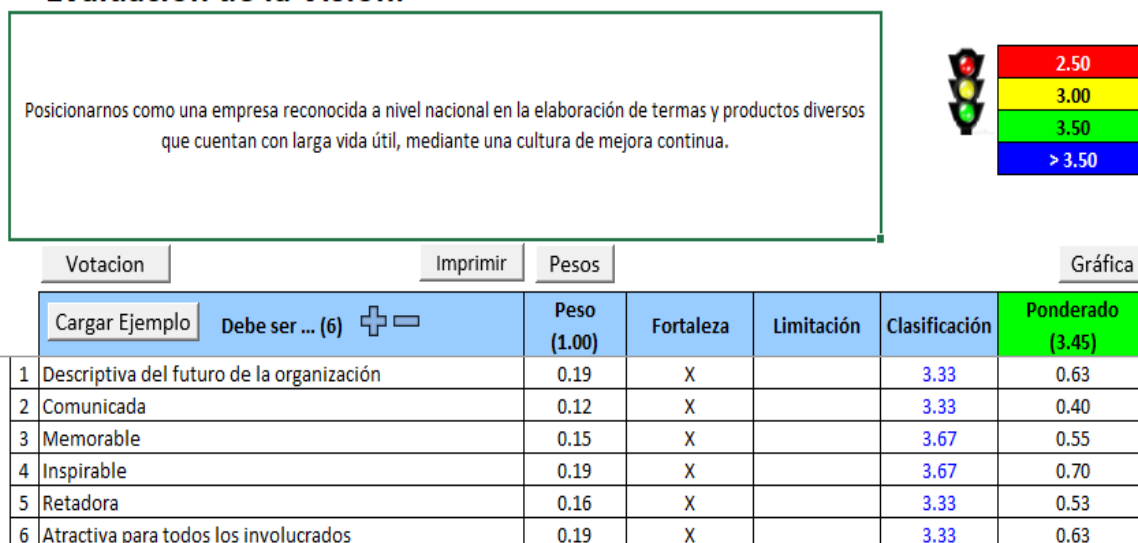 Evaluación de la Visión:
Posicionarnos como una empresa reconocida a nivel nacional en la elaboración de termas y productos diversos
que cuentan con larga vida útil, mediante una cultura de mejora continua.
2.50
3.00
3.50
> 3.50
Votacion Imprimir Pesos Gráfica
Cargar Ejemplo Debe ser ... (6) Peso (1.00) Fortaleza Limitación Clasificación Ponderado (3.45)
1 Descriptiva del futuro de la organización 0.19 X 3.33 0.63
2 Comunicada 0.12 X 3.33 0.40
3 Memorable 0.15 X 3.67 0.55
4 Inspirable 0.19 X 3.67 0.70
5 Retadora 0.16 X 3.33 0.53
6 Atractiva para todos los involucrados 0.19 X 3.33 0.63